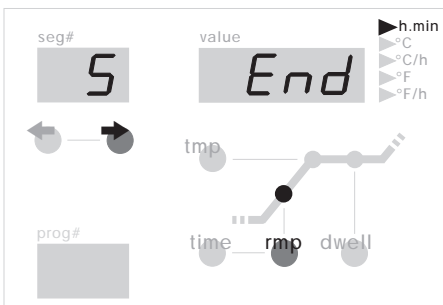 seg#
value
h.min
°C
°C/h
°F
°F/h
5
End
tmp
prog#
time
rmp
dwell